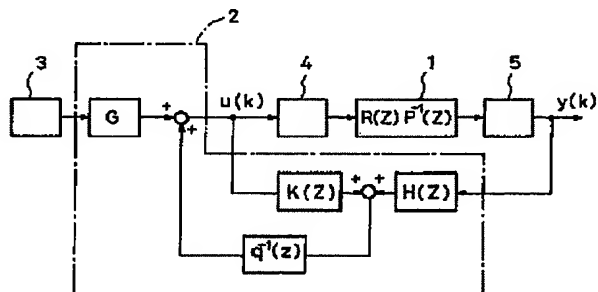 2
3
4
1
5
G
+
+
u(k)
R(Z) P⁻¹(Z)
y(k)
K(Z)
+
+
H(Z)
q⁻¹(z)